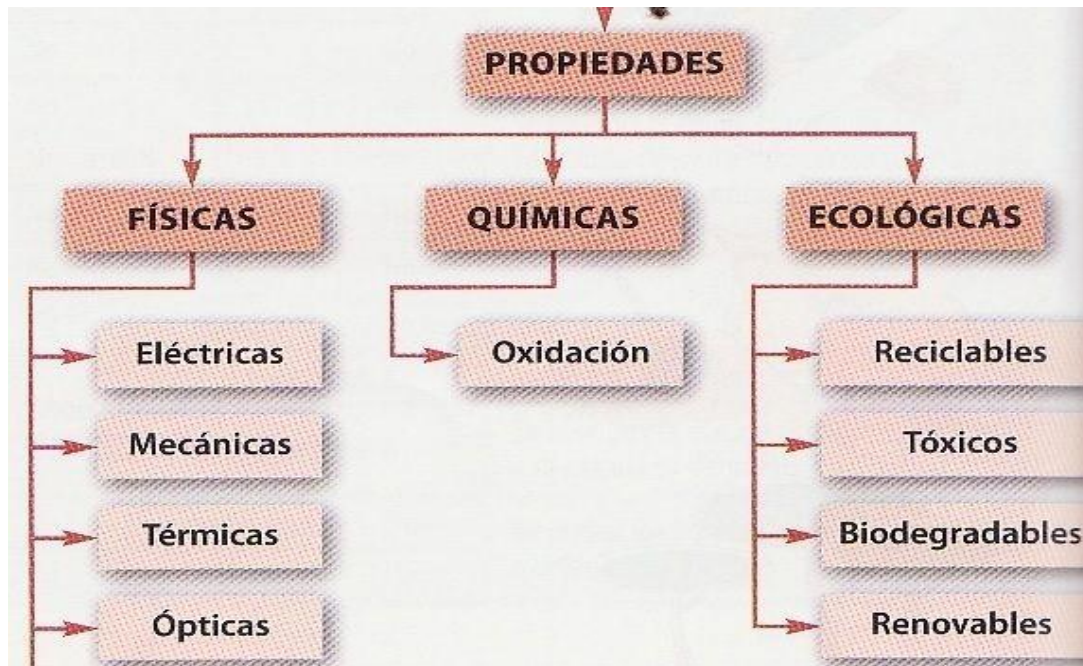 PROPIEDADES
FÍSICAS
QUÍMICAS
ECOLÓGICAS
Eléctricas
Mecánicas
Térmicas
Ópticas
Oxidación
Reciclables
Tóxicos
Biodegradables
Renovables